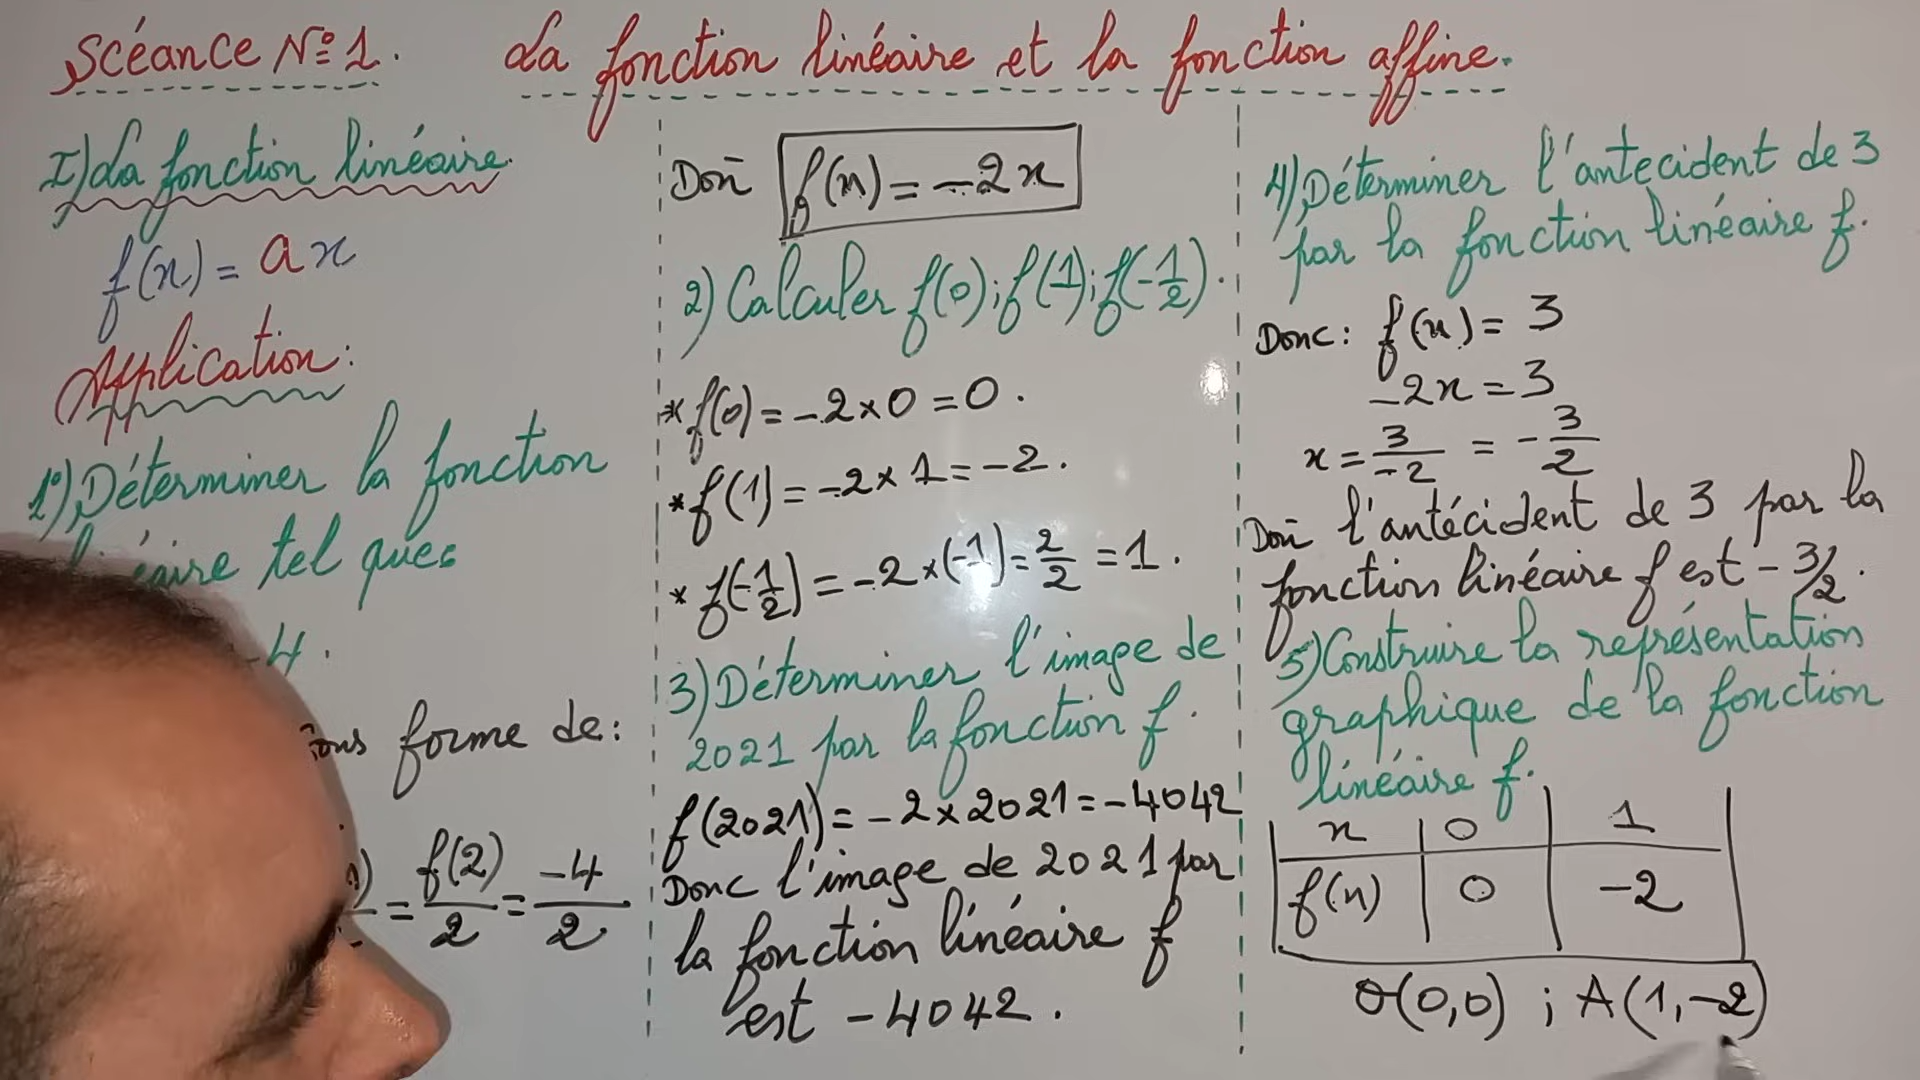 Scéance N° 1. La fonction linéaire et la fonction affine.
I) La fonction linéaire.
f(x) = ax
Application:
1°) Déterminer la fonction
tel que:
-4.
forme de:
= f(2)/2 = -4/2
Doù f(x) = -2x
2) Calculer f(0); f(1); f(-1/2).
* f(0) = -2×0 = 0.
* f(1) = -2×1 = -2.
* f(-1/2) = -2×(-1) = 2/2 = 1.
3) Déterminer l'image de
2021 par la fonction f.
f(2021) = -2×2021 = -4042
Donc l'image de 2021 par
la fonction linéaire f
est -4042.
4) Déterminer l'antecident de 3
par la fonction linéaire f.
Donc: f(x) = 3
-2x = 3
x = 3/-2 = -3/2
Doù l'antécident de 3 par la
fonction linéaire f est -3/2.
5) Construire la représentation
graphique de la fonction
linéaire f.
x 0 1
f(x) 0 -2
O(0,0) ; A(1,-2)